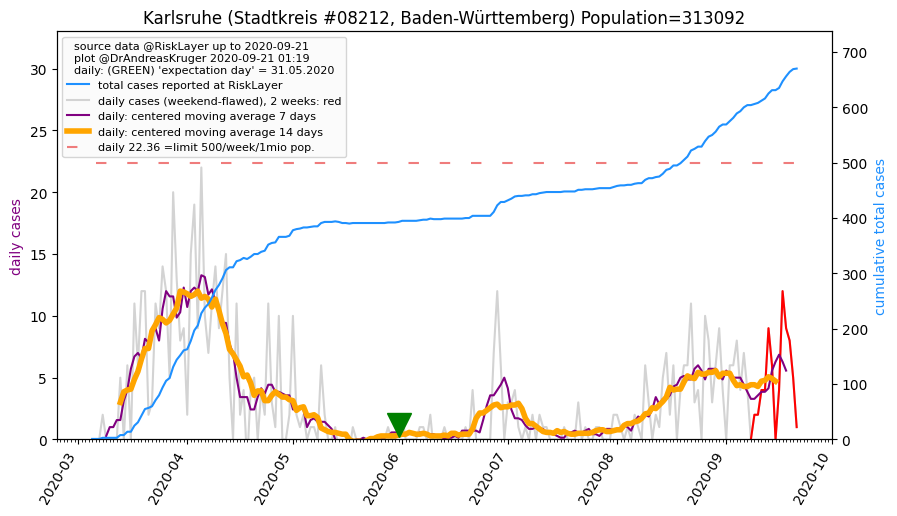 Karlsruhe (Stadtkreis #08212, Baden-Württemberg) Population=313092
source data @RiskLayer up to 2020-09-21
plot @DrAndreasKruger 2020-09-21 01:19
daily: (GREEN) 'expectation day' = 31.05.2020
total cases reported at RiskLayer
daily cases (weekend-flawed), 2 weeks: red
daily: centered moving average 7 days
daily: centered moving average 14 days
daily 22.36 =limit 500/week/1mio pop.
daily cases
30
25
20
15
10
5
0
cumulative total cases
700
600
500
400
300
200
100
0
2020-03
2020-04
2020-05
2020-06
2020-07
2020-08
2020-09
2020-10